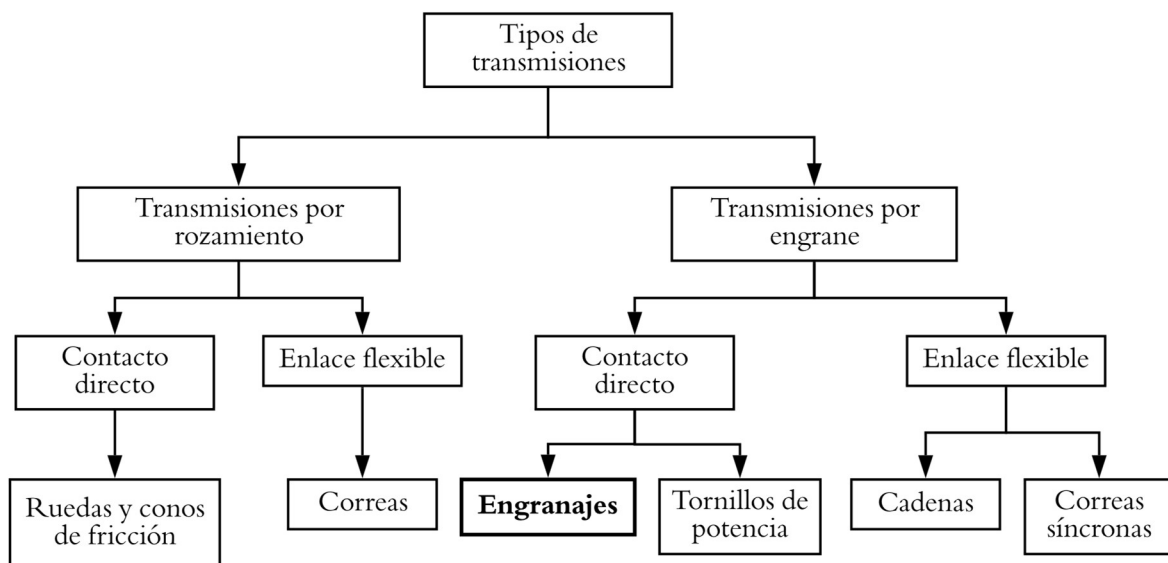 Tipos de
transmisiones
Transmisiones por
rozamiento
Transmisiones por
engrane
Contacto
directo
Enlace flexible
Contacto
directo
Enlace flexible
Ruedas y conos
de fricción
Correas
Engranajes
Tornillos de
potencia
Cadenas
Correas
síncronas